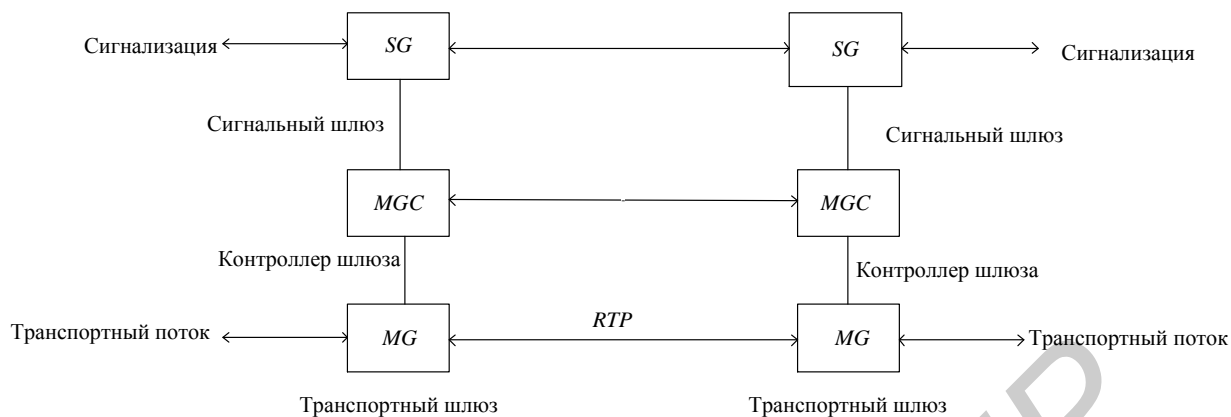 Сигнализация
SG
SG
Сигнализация
Сигнальный шлюз
Сигнальный шлюз
MGC
MGC
Контроллер шлюза
Контроллер шлюза
Транспортный поток
MG
RTP
MG
Транспортный поток
Транспортный шлюз
Транспортный шлюз